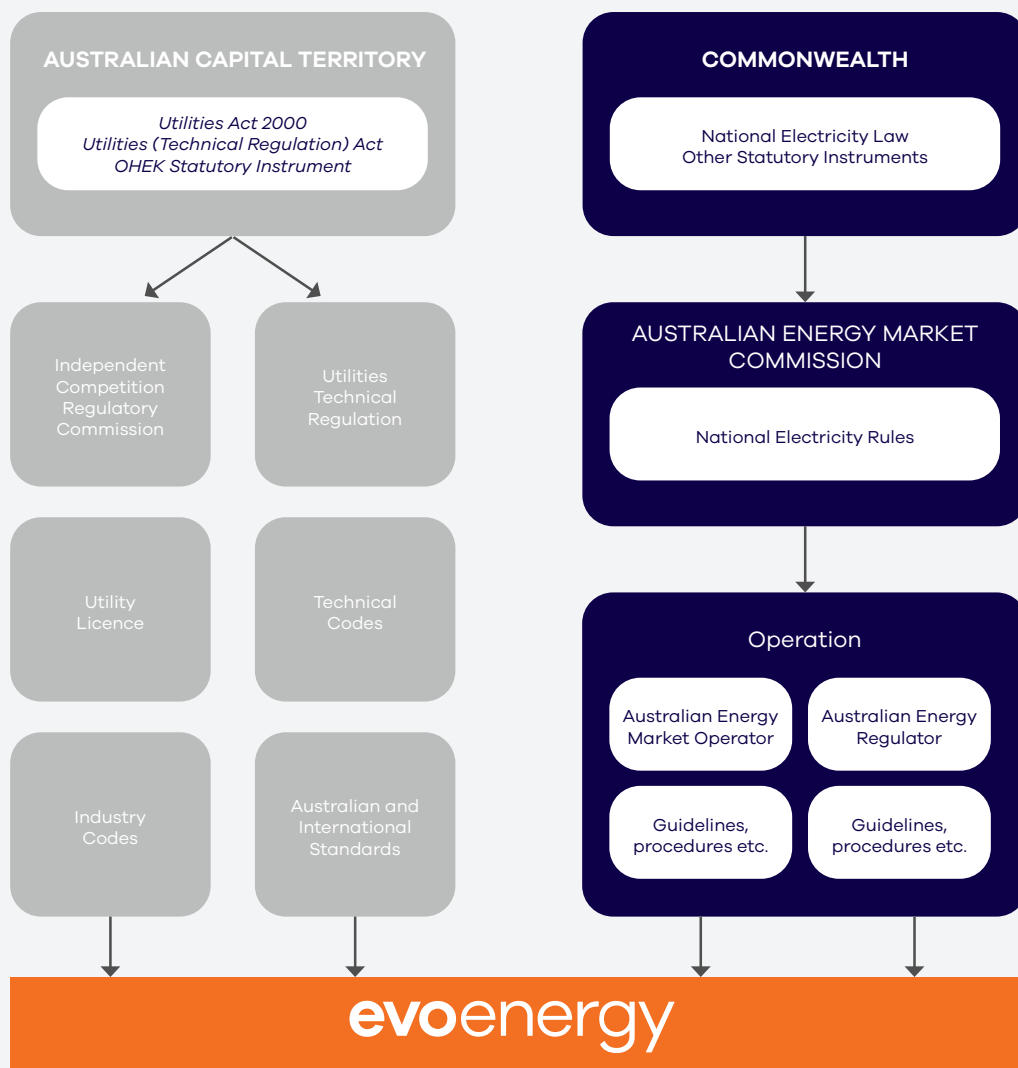 AUSTRALIAN CAPITAL TERRITORY
Utilities Act 2000
Utilities (Technical Regulation) Act
OHEK Statutory Instrument
Independent
Competition
Regulatory
Commission
Utilities
Technical
Regulation
Utility
Licence
Technical
Codes
Industry
Codes
Australian and
International
Standards
COMMONWEALTH
National Electricity Law
Other Statutory Instruments
AUSTRALIAN ENERGY MARKET
COMMISSION
National Electricity Rules
Operation
Australian Energy
Market Operator
Australian Energy
Regulator
Guidelines,
procedures etc.
Guidelines,
procedures etc.
evoenergy